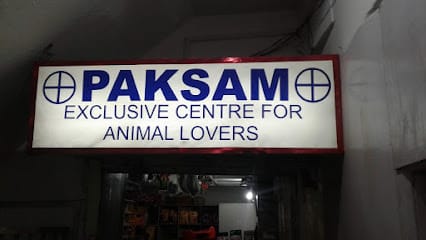 PAKSAM
EXCLUSIVE CENTRE FOR
ANIMAL LOVERS